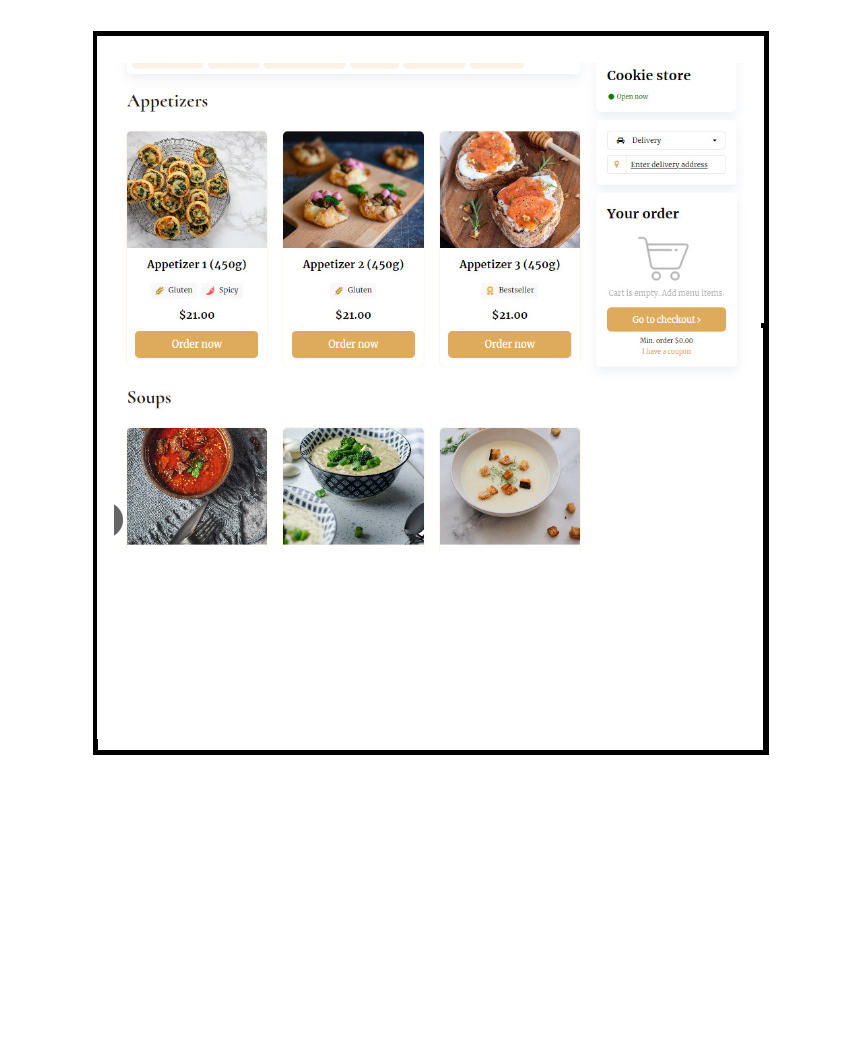 Cookie store
Open now
Delivery
Enter delivery address
Your order
Cart is empty. Add menu items.
Go to checkout >
Min. order $0.00
I have a coupon
Appetizers
Appetizer 1 (450g)
Gluten Spicy
$21.00
Order now
Appetizer 2 (450g)
Gluten
$21.00
Order now
Appetizer 3 (450g)
Bestseller
$21.00
Order now
Soups